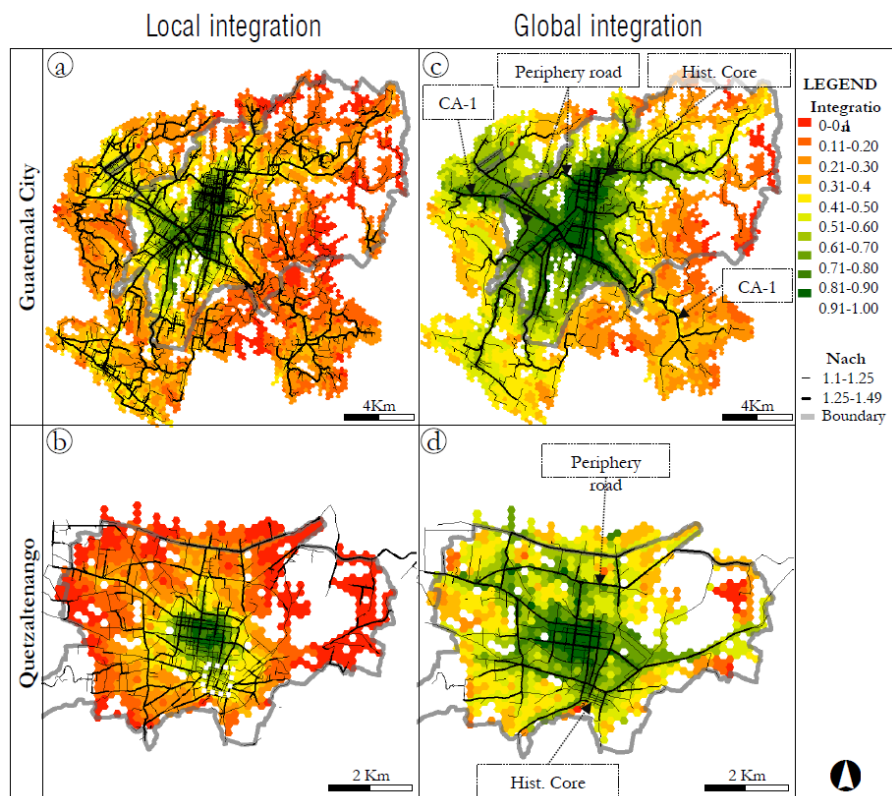 Local integration
Global integration
Guatemala City
a
4Km
c
CA-1
Periphery road
Hist. Core
CA-1
4Km
LEGEND
Integratio
n
0-0.1
0.11-0.20
0.21-0.30
0.31-0.4
0.41-0.50
0.51-0.60
0.61-0.70
0.71-0.80
0.81-0.90
0.91-1.00
Nach
1.1-1.25
1.25-1.49
Boundary
Quetzaltenango
b
2 Km
d
Periphery
road
Hist. Core
2 Km